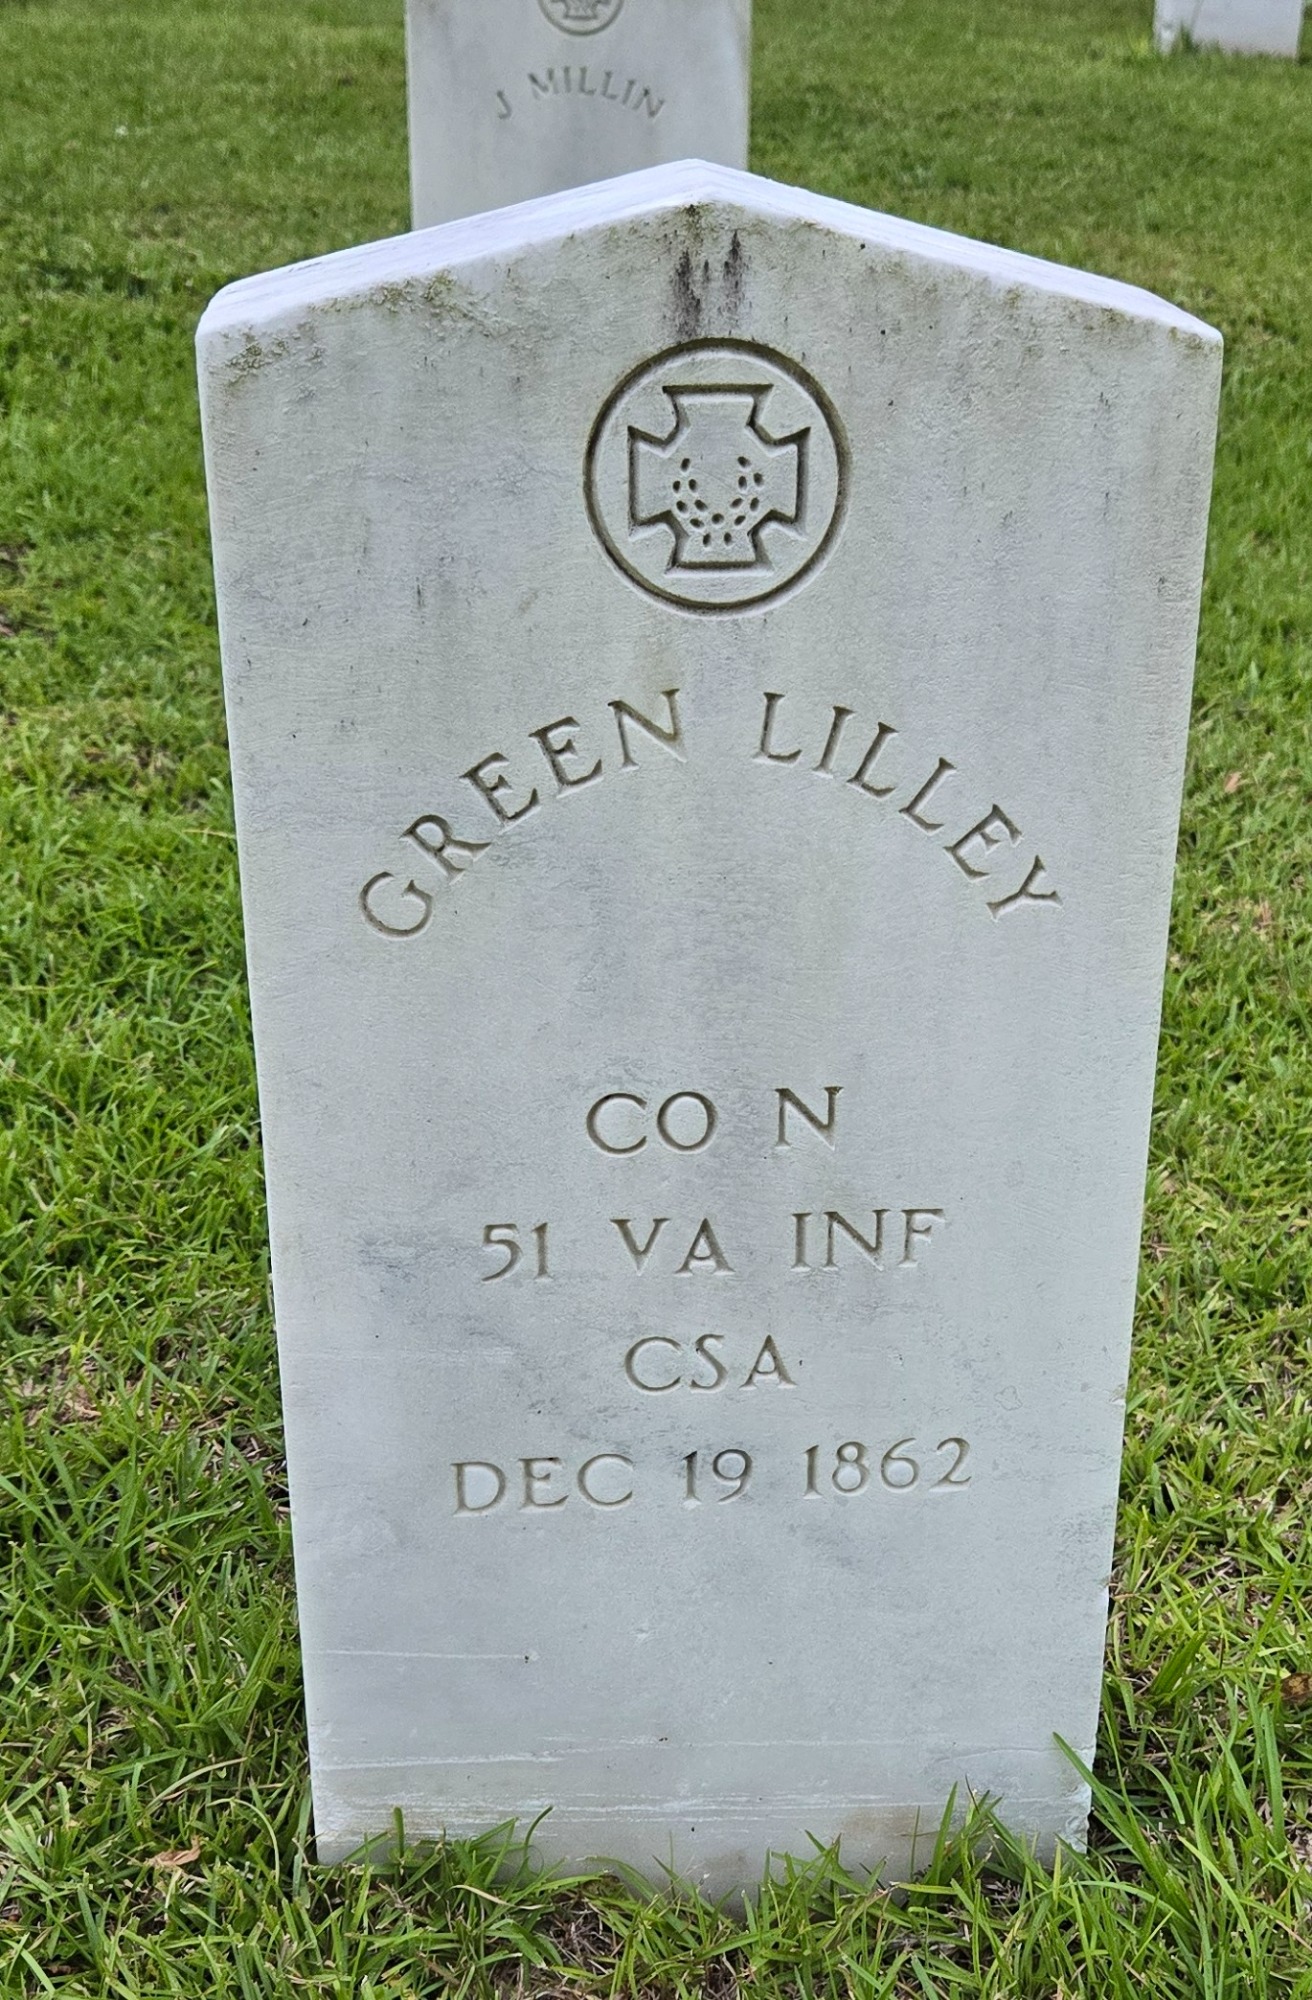 J MILLIN
GREEN LILLEY
CO N
51 VA INF
CSA
DEC 19 1862